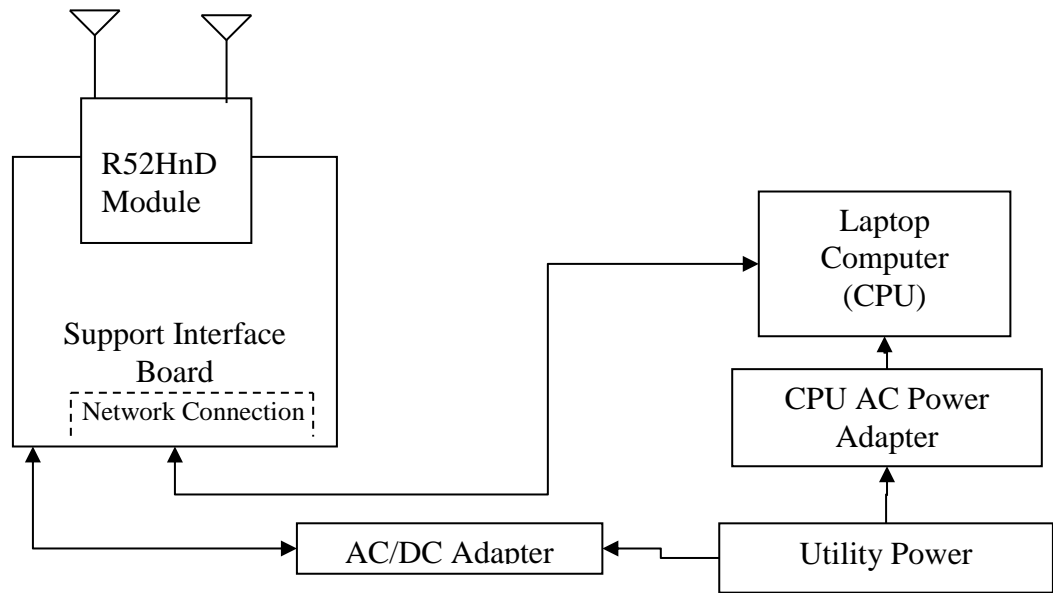 R52HnD
Module
Support Interface
Board
Network Connection
Laptop
Computer
(CPU)
CPU AC Power
Adapter
AC/DC Adapter
Utility Power